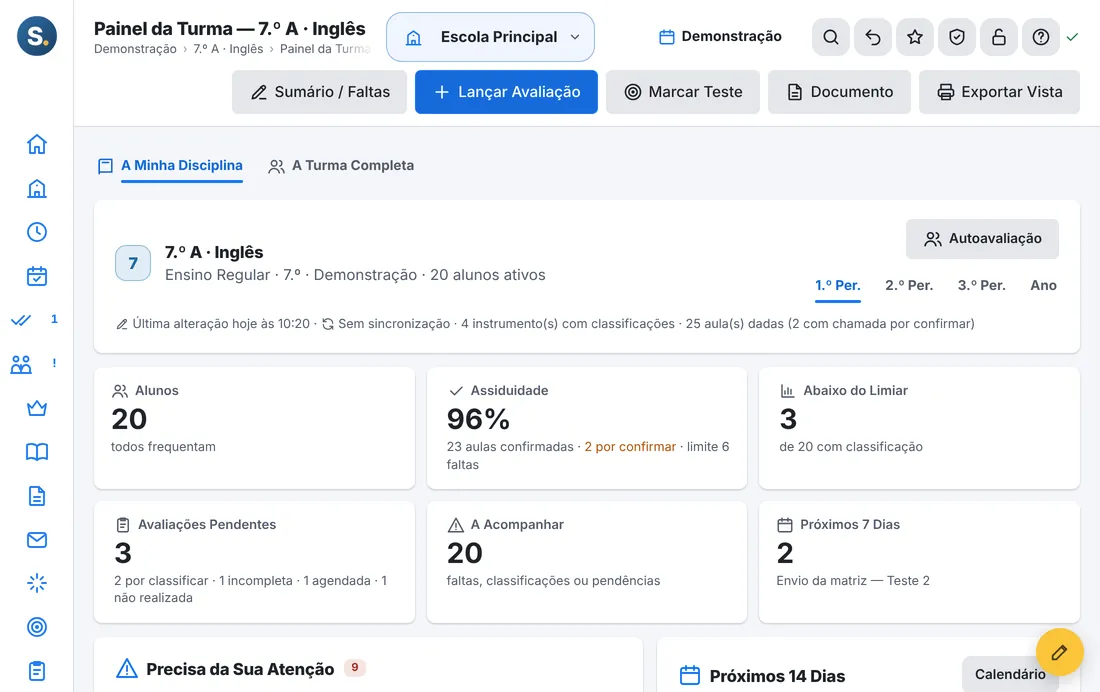 S.
Painel da Turma — 7.º A · Inglês
Demonstração › 7.º A · Inglês › Painel da Turma
Escola Principal
Demonstração
Sumário / Faltas
Lançar Avaliação
Marcar Teste
Documento
Exportar Vista
1
!
A Minha Disciplina
A Turma Completa
7
7.º A · Inglês
Ensino Regular · 7.º · Demonstração · 20 alunos ativos
Autoavaliação
1.º Per.
2.º Per.
3.º Per.
Ano
Última alteração hoje às 10:20 · Sem sincronização · 4 instrumento(s) com classificações · 25 aula(s) dadas (2 com chamada por confirmar)
Alunos
20
todos frequentam
Assiduidade
96%
23 aulas confirmadas · 2 por confirmar · limite 6
faltas
Abaixo do Limiar
3
de 20 com classificação
Avaliações Pendentes
3
2 por classificar · 1 incompleta · 1 agendada · 1
não realizada
A Acompanhar
20
faltas, classificações ou pendências
Próximos 7 Dias
2
Envio da matriz — Teste 2
Precisa da Sua Atenção
9
Próximos 14 Dias
Calendário